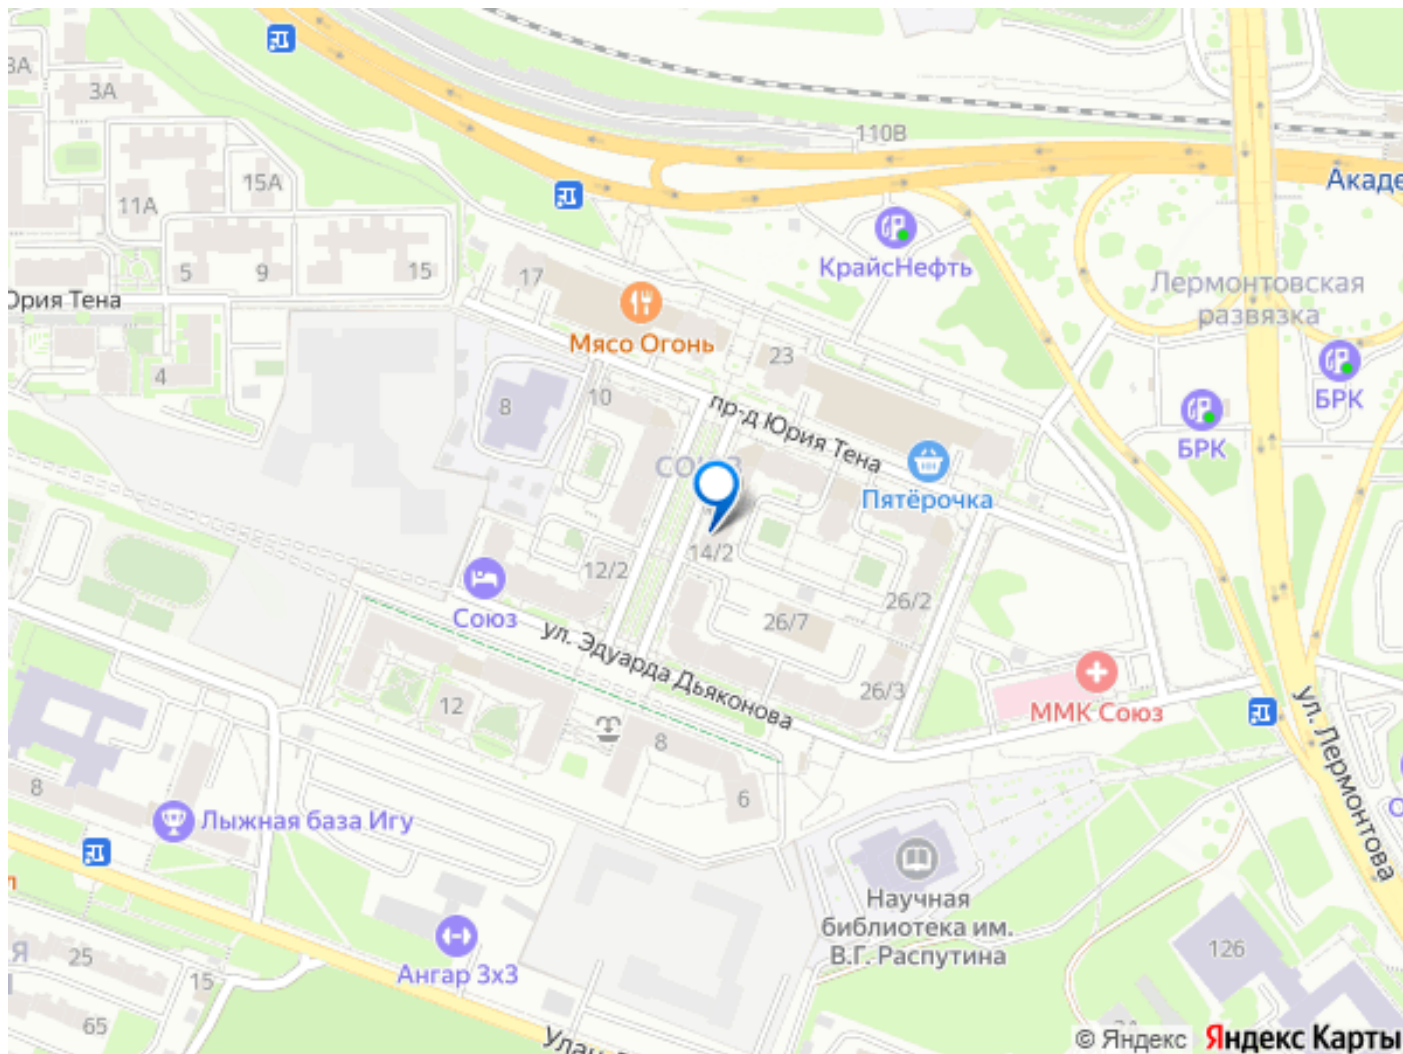 3А
3А
110В
15А
11А
Акаде
КрайсНефть
5
9
15
17
Лермонтовская
развязка
Юрия Тена
Мясо Огонь
23
4
8
10
БРК
пр-д Юрия Тена
БРК
СОЮЗ
Пятёрочка
14/2
12/2
26/2
Союз
26/7
ул. Эдуарда Дьяконова
26/3
ММК Союз
12
8
ул. Лермонтова
8
6
Лыжная база Игу
Научная
библиотека им.
В.Г. Распутина
126
Я
25
15
Ангар 3х3
65
Улан
© Яндекс Яндекс Карты